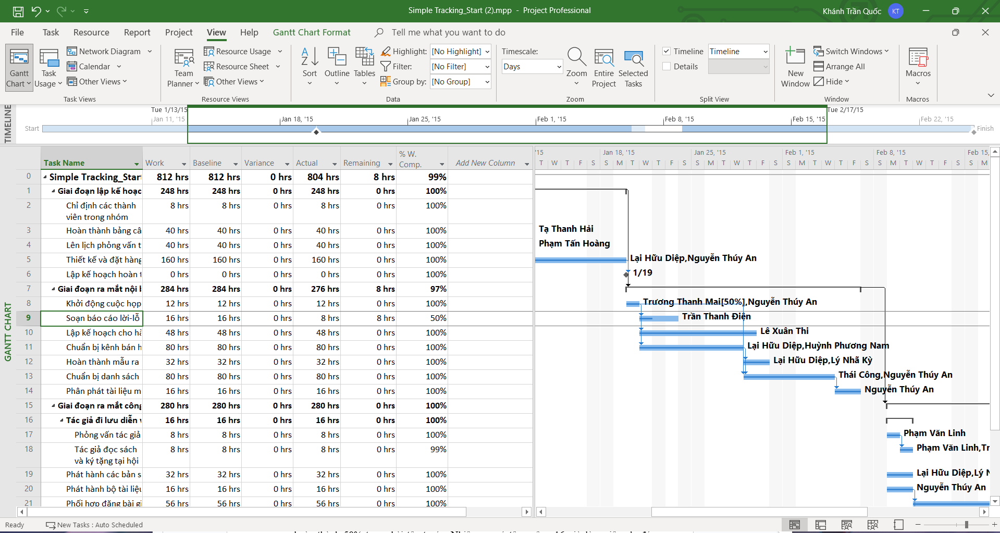 Simple Tracking_Start (2).mpp - Project Professional
Khánh Trần Quốc
KT
File Task Resource Report Project View Help Gantt Chart Format Tell me what you want to do
Gantt Chart
Task Usage
Network Diagram
Calendar
Other Views
Task Views
Team Planner
Resource Usage
Resource Sheet
Other Views
Resource Views
Sort
Outline
Tables
Highlight: [No Highlight]
Filter: [No Filter]
Group by: [No Group]
Data
Timescale:
Days
Zoom
Entire Project
Selected Tasks
Zoom
Timeline Timeline
Details
Split View
New Window
Switch Windows
Arrange All
Hide
Window
Macros
Macros
TIMELINE
Tue 1/13/15 Tue 2/17/15
Jan 11, '15 Jan 18, '15 Jan 25, '15 Feb 1, '15 Feb 8, '15 Feb 15, '15 Feb 22, '15
Start Finish
GANTT CHART
Task Name Work Baseline Variance Actual Remaining % W. Comp. Add New Column
0 Simple Tracking_Start 812 hrs 812 hrs 0 hrs 804 hrs 8 hrs 99%
1 Giai đoạn lập kế hoạc 248 hrs 248 hrs 0 hrs 248 hrs 0 hrs 100%
2 Chỉ định các thành viên trong nhóm 8 hrs 8 hrs 0 hrs 8 hrs 0 hrs 100%
3 Hoàn thành bảng câ 40 hrs 40 hrs 0 hrs 40 hrs 0 hrs 100%
4 Lên lịch phỏng vấn t 40 hrs 40 hrs 0 hrs 40 hrs 0 hrs 100%
5 Thiết kế và đặt hàng 160 hrs 160 hrs 0 hrs 160 hrs 0 hrs 100%
6 Lập kế hoạch hoàn t 0 hrs 0 hrs 0 hrs 0 hrs 0 hrs 100%
7 Giai đoạn ra mắt nội b 284 hrs 284 hrs 0 hrs 276 hrs 8 hrs 97%
8 Khởi động cuộc họp 12 hrs 12 hrs 0 hrs 12 hrs 0 hrs 100%
9 Soạn báo cáo lời-lỗ 16 hrs 16 hrs 0 hrs 8 hrs 8 hrs 50%
10 Lập kế hoạch cho hà 48 hrs 48 hrs 0 hrs 48 hrs 0 hrs 100%
11 Chuẩn bị kênh bán h 80 hrs 80 hrs 0 hrs 80 hrs 0 hrs 100%
12 Hoàn thành mẫu ra 32 hrs 32 hrs 0 hrs 32 hrs 0 hrs 100%
13 Chuẩn bị danh sách 80 hrs 80 hrs 0 hrs 80 hrs 0 hrs 100%
14 Phân phát tài liệu m 16 hrs 16 hrs 0 hrs 16 hrs 0 hrs 100%
15 Giai đoạn ra mắt công 280 hrs 280 hrs 0 hrs 280 hrs 0 hrs 100%
16 Tác giả đi lưu diễn v 16 hrs 16 hrs 0 hrs 16 hrs 0 hrs 100%
17 Phỏng vấn tác giả 8 hrs 8 hrs 0 hrs 8 hrs 0 hrs 100%
18 Tác giả đọc sách và ký tặng tại hội 8 hrs 8 hrs 0 hrs 8 hrs 0 hrs 99%
19 Phát hành các bản s 32 hrs 32 hrs 0 hrs 32 hrs 0 hrs 100%
20 Phát hành bộ tài liệu 16 hrs 16 hrs 0 hrs 16 hrs 0 hrs 100%
21 Phối hợp đăng bài gi 56 hrs 56 hrs 0 hrs 56 hrs 0 hrs 100%
'15 Jan 18, '15 Jan 25, '15 Feb 1, '15 Feb 8, '15 Feb 15,
T W T F S S M T W T F S S M T W T F S S M T W T F S S M T W T F S S M
Tạ Thanh Hải
Phạm Tấn Hoàng
Lại Hữu Diệp,Nguyễn Thúy An
1/19
Trương Thanh Mai[50%],Nguyễn Thúy An
Trần Thanh Điền
Lê Xuân Thi
Lại Hữu Diệp,Huỳnh Phương Nam
Lại Hữu Diệp,Lý Nhã Kỳ
Thái Công,Nguyễn Thúy An
Nguyễn Thúy An
Phạm Văn Linh
Phạm Văn Linh,Tr
Lại Hữu Diệp,Lý N
Nguyễn Thúy An
Ready New Tasks : Auto Scheduled